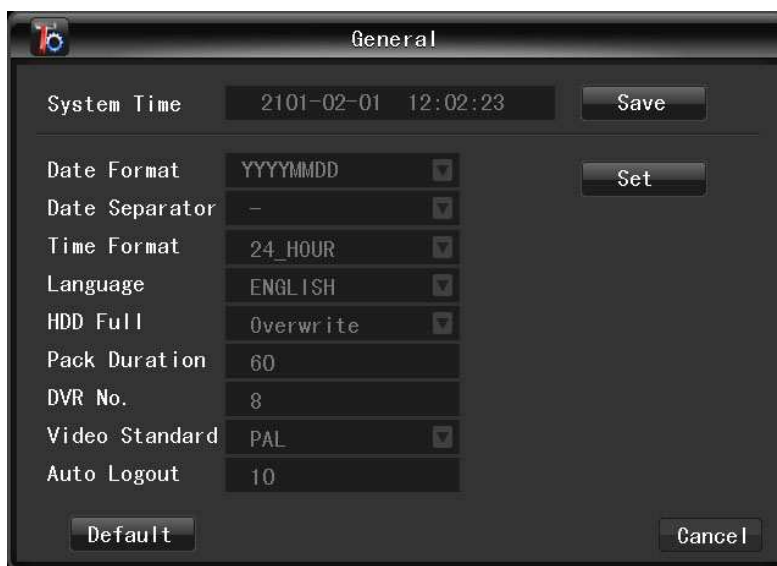 General
System Time 2101-02-01 12:02:23 Save
Date Format YYYYMMDD Set
Date Separator -
Time Format 24_HOUR
Language ENGLISH
HDD Full Overwrite
Pack Duration 60
DVR No. 8
Video Standard PAL
Auto Logout 10
Default Cancel